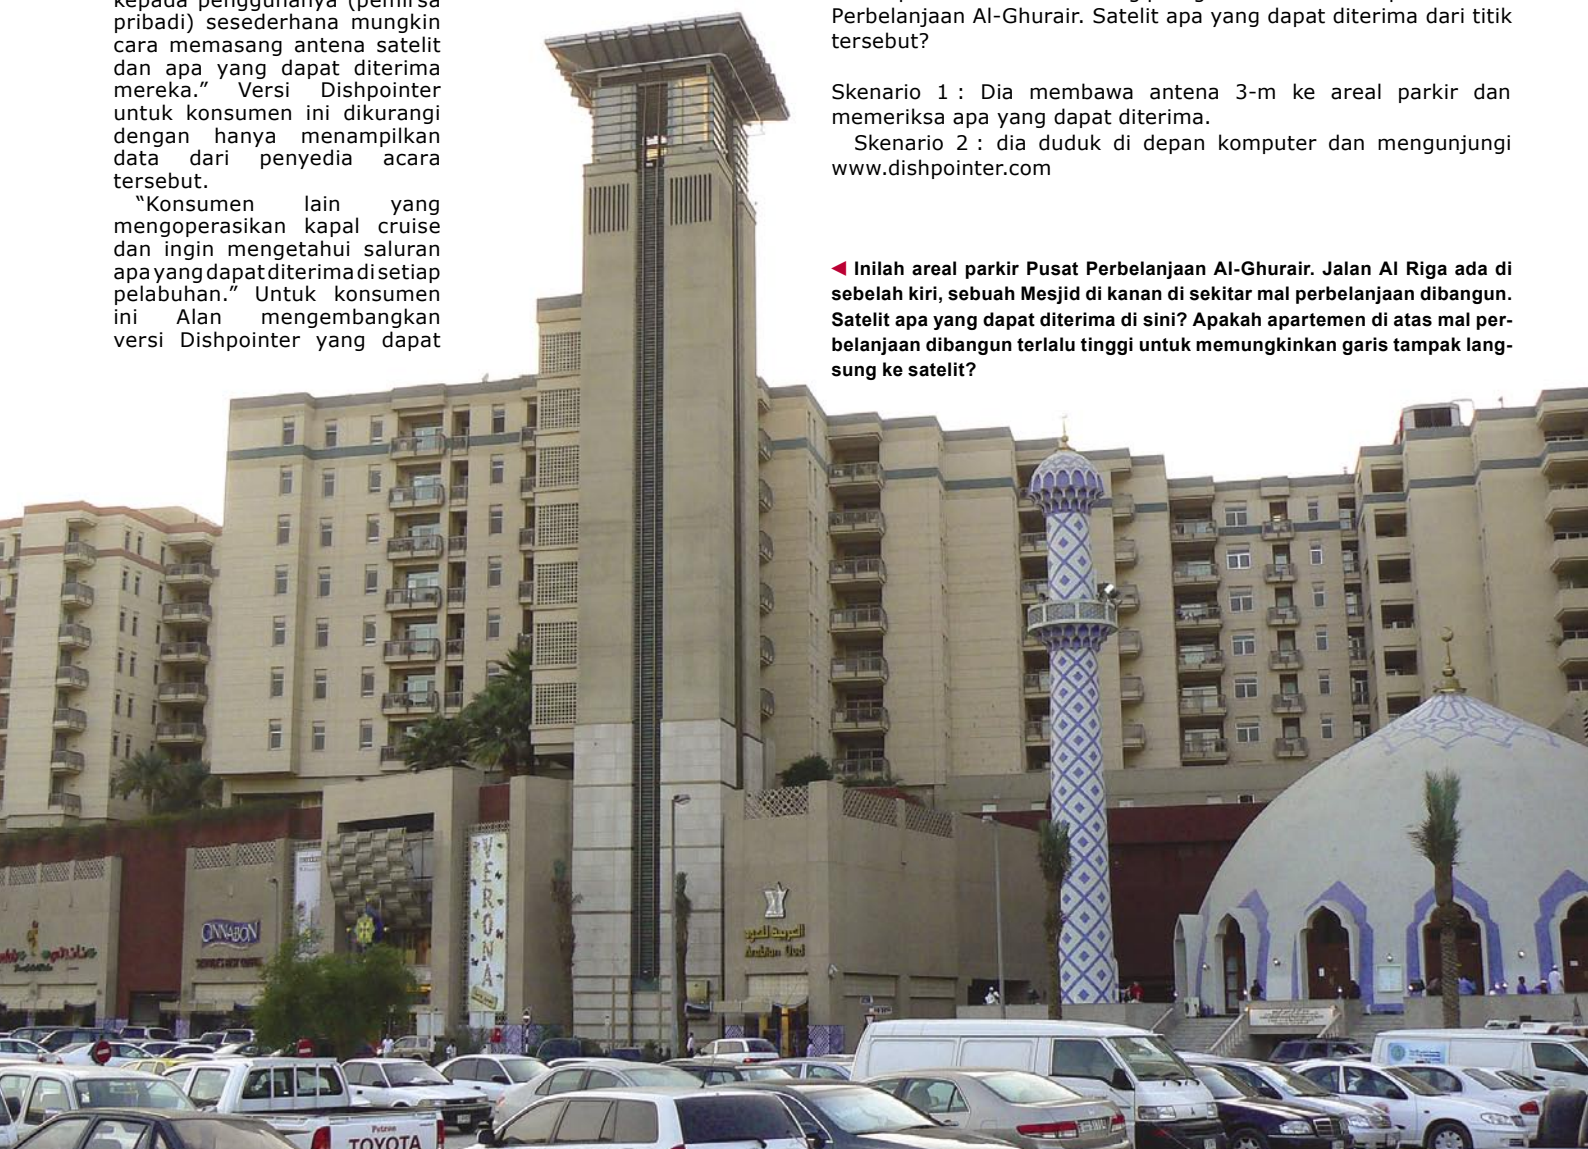 kepada penggunanya (pemirsa
pribadi) sesederhana mungkin
cara memasang antena satelit
dan apa yang dapat diterima
mereka.” Versi Dishpointer
untuk konsumen ini dikurangi
dengan hanya menampilkan
data dari penyedia acara
tersebut.
“Konsumen lain yang
mengoperasikan kapal cruise
dan ingin mengetahui saluran
apa yang dapat diterima di setiap
pelabuhan.” Untuk konsumen
ini Alan mengembangkan
versi Dishpointer yang dapat
Perbelanjaan Al-Ghurair. Satelit apa yang dapat diterima dari titik
tersebut?
Skenario 1 : Dia membawa antena 3-m ke areal parkir dan
memeriksa apa yang dapat diterima.
Skenario 2 : dia duduk di depan komputer dan mengunjungi
www.dishpointer.com
◀ Inilah areal parkir Pusat Perbelanjaan Al-Ghurair. Jalan Al Riga ada di
sebelah kiri, sebuah Mesjid di kanan di sekitar mal perbelanjaan dibangun.
Satelit apa yang dapat diterima di sini? Apakah apartemen di atas mal per-
belanjaan dibangun terlalu tinggi untuk memungkinkan garis tampak lang-
sung ke satelit?
VERONA
CINNABON
العربية للعود
Arabian Oud
TOYOTA